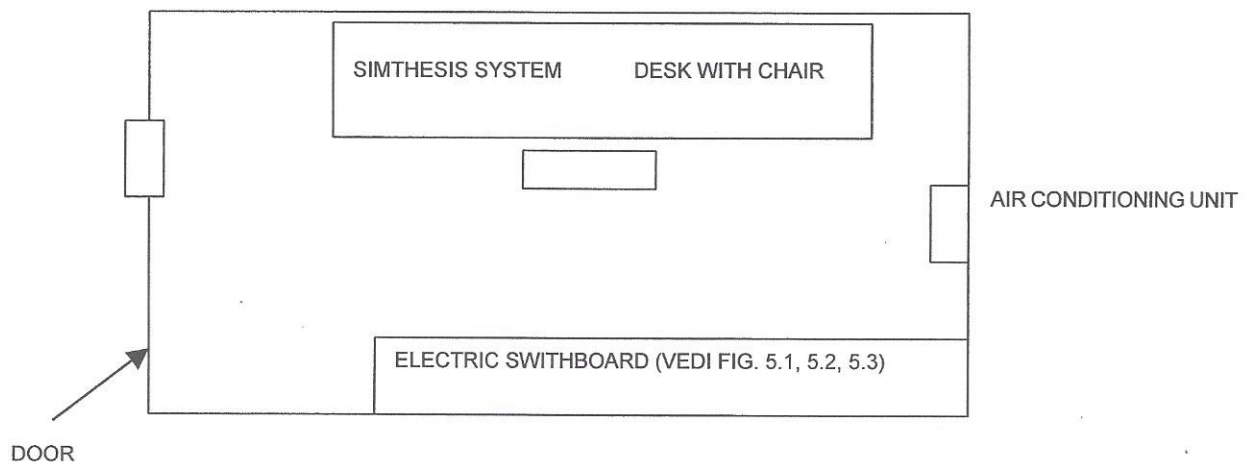 SIMTHESIS SYSTEM DESK WITH CHAIR
AIR CONDITIONING UNIT
ELECTRIC SWITHBOARD (VEDI FIG. 5.1, 5.2, 5.3)
DOOR